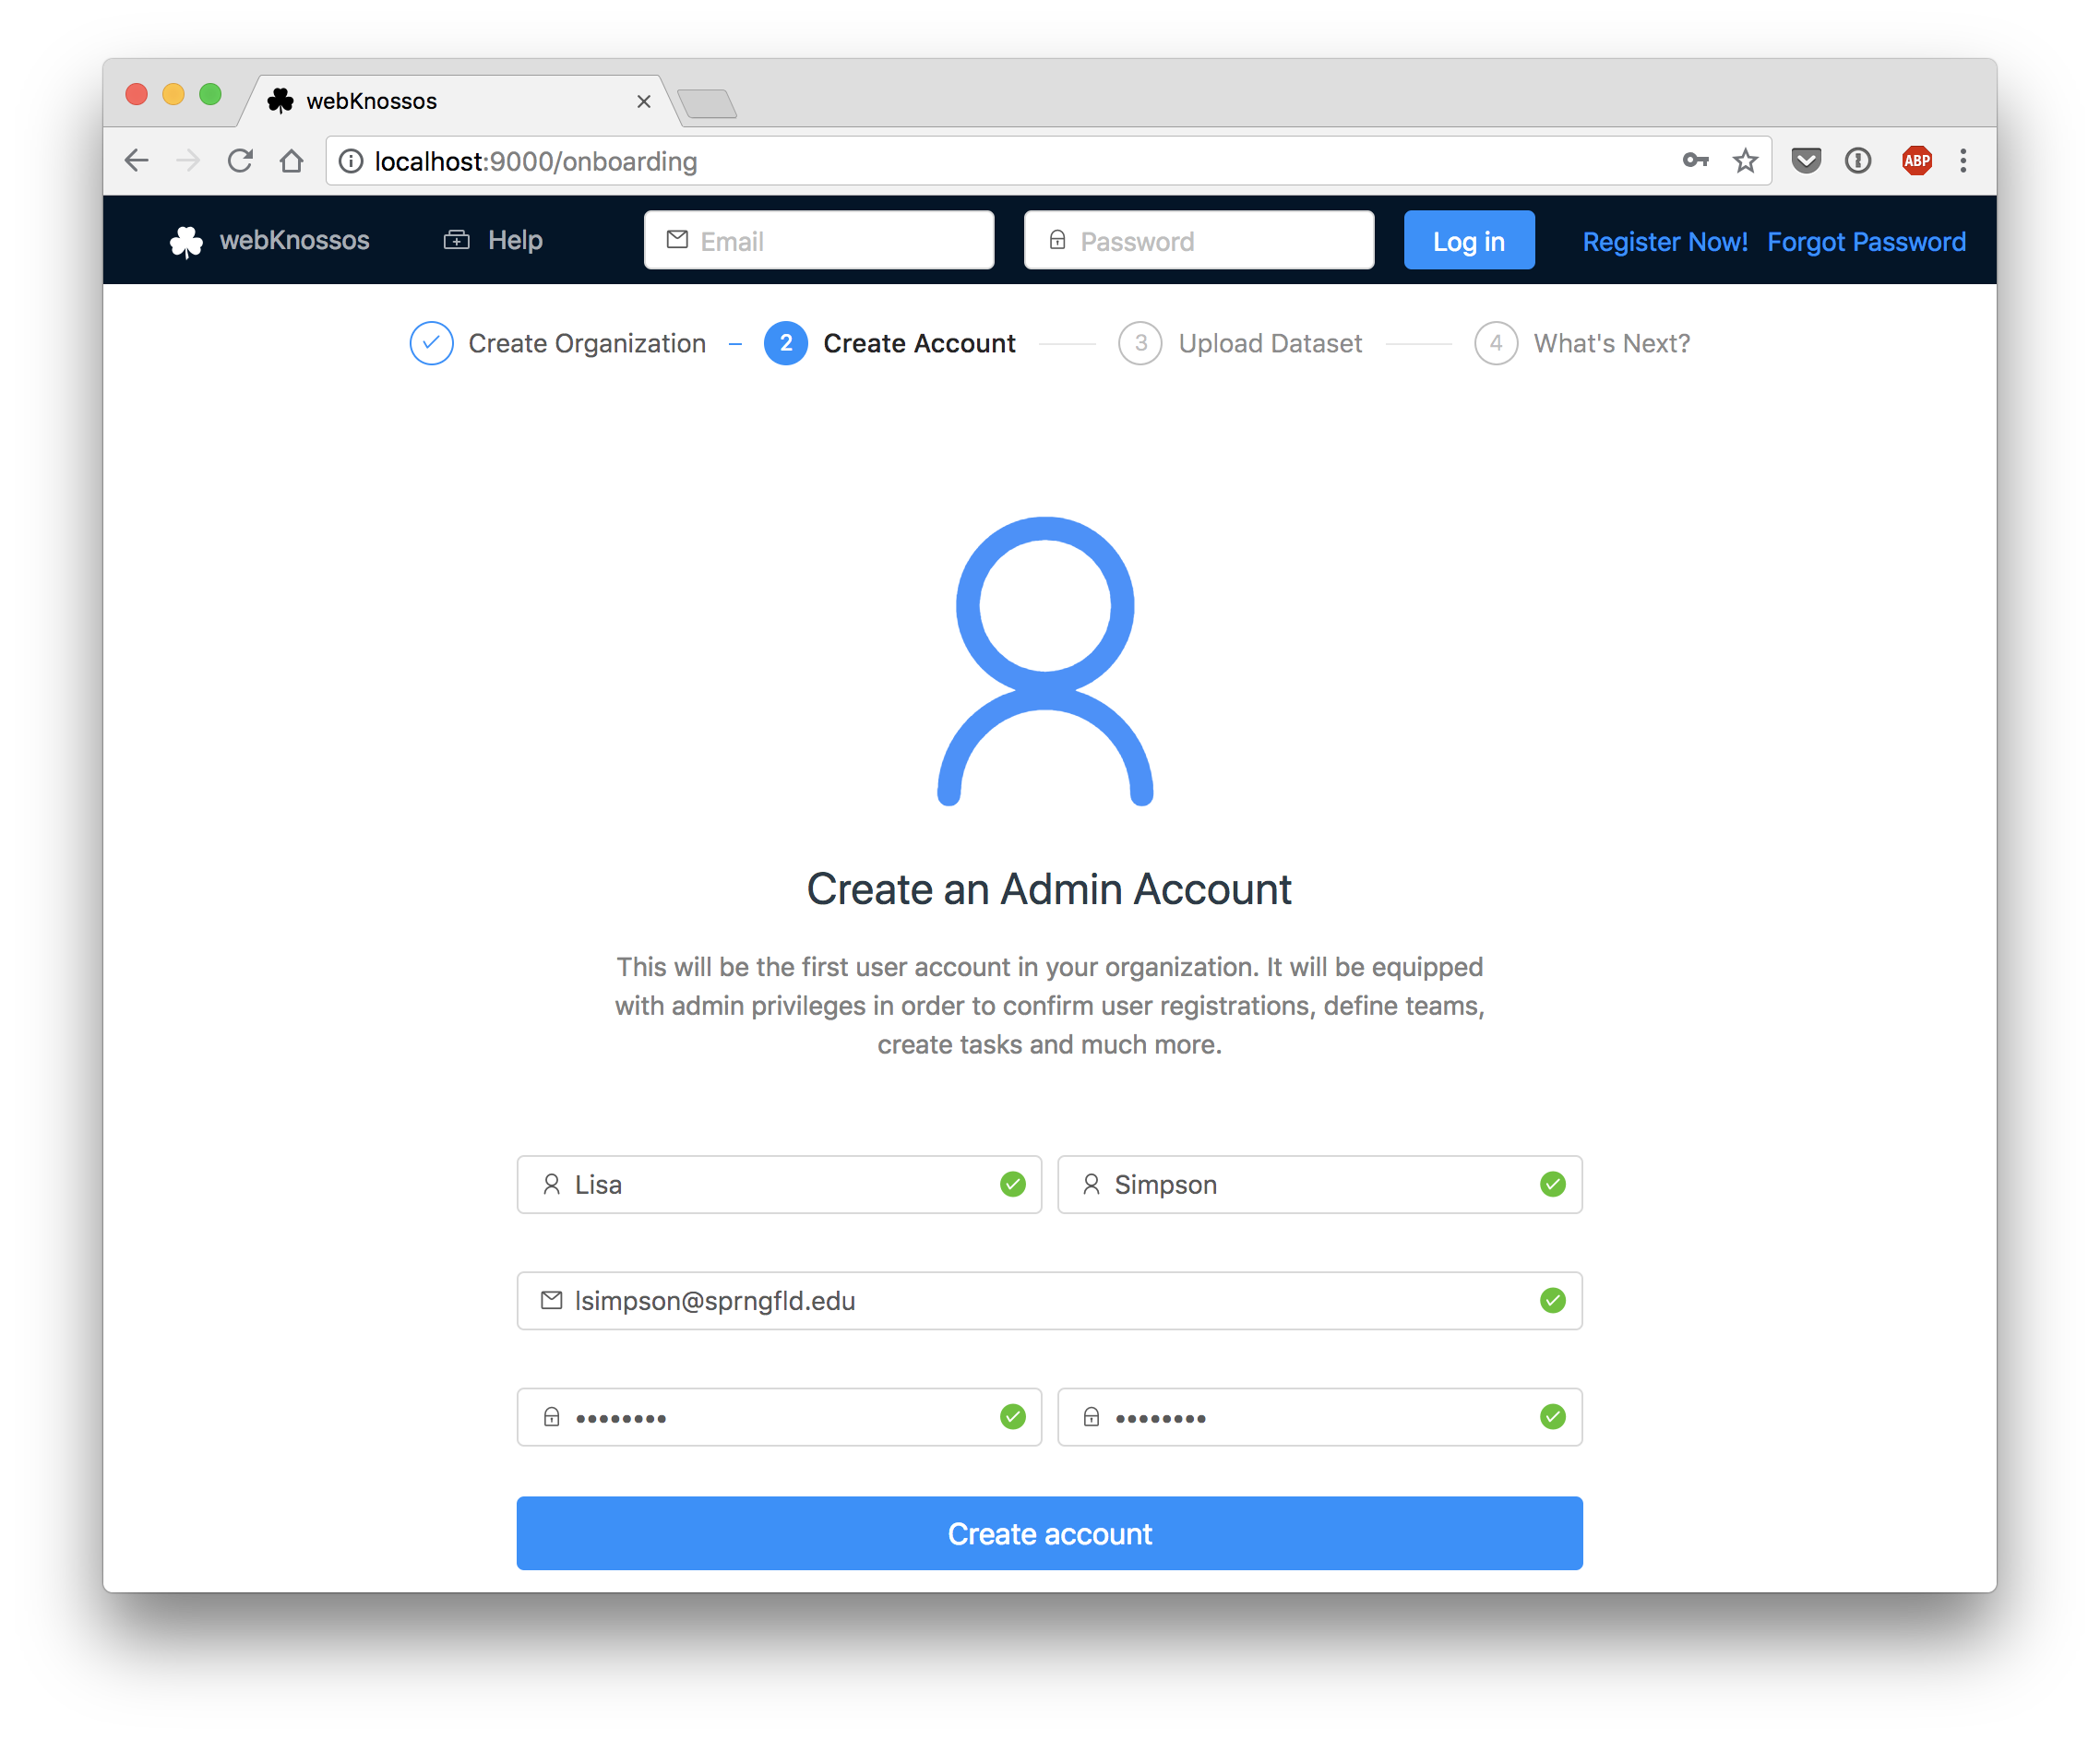 webKnossos
localhost:9000/onboarding
ABP
webKnossos Help Email Password Log in Register Now! Forgot Password
Create Organization 2 Create Account 3 Upload Dataset 4 What's Next?
Create an Admin Account
This will be the first user account in your organization. It will be equipped
with admin privileges in order to confirm user registrations, define teams,
create tasks and much more.
Lisa Simpson
lsimpson@sprngfld.edu
•••••••• ••••••••
Create account